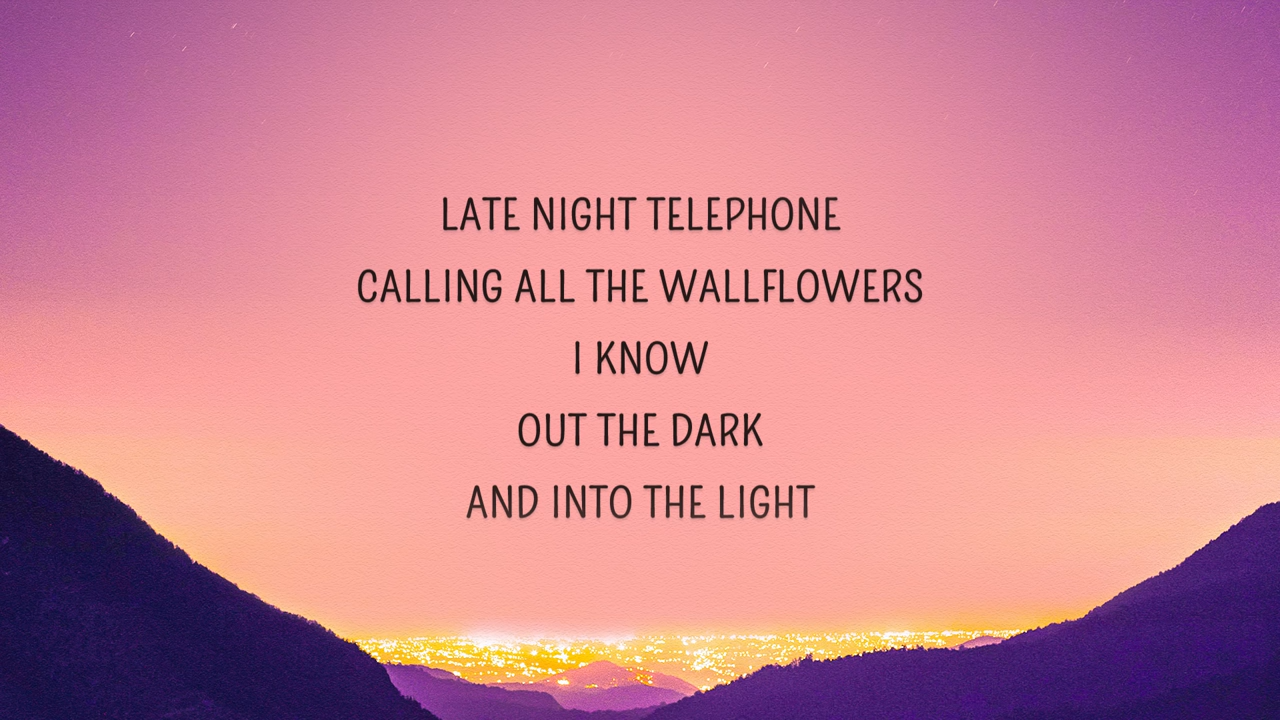 LATE NIGHT TELEPHONE
CALLING ALL THE WALLFLOWERS
I KNOW
OUT THE DARK
AND INTO THE LIGHT